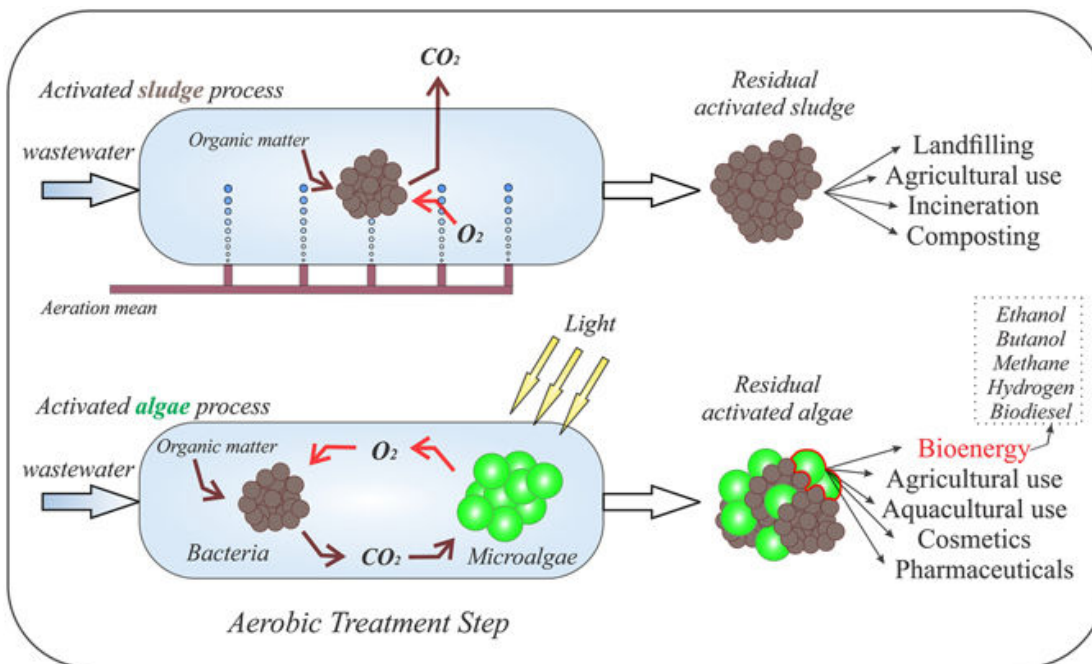 Activated sludge process
wastewater
Organic matter
CO2
O2
Aeration mean
Residual
activated sludge
Landfilling
Agricultural use
Incineration
Composting
Light
Activated algae process
wastewater
Organic matter
O2
Bacteria
CO2
Microalgae
Residual
activated algae
Ethanol
Butanol
Methane
Hydrogen
Biodiesel
Bioenergy
Agricultural use
Aquacultural use
Cosmetics
Pharmaceuticals
Aerobic Treatment Step